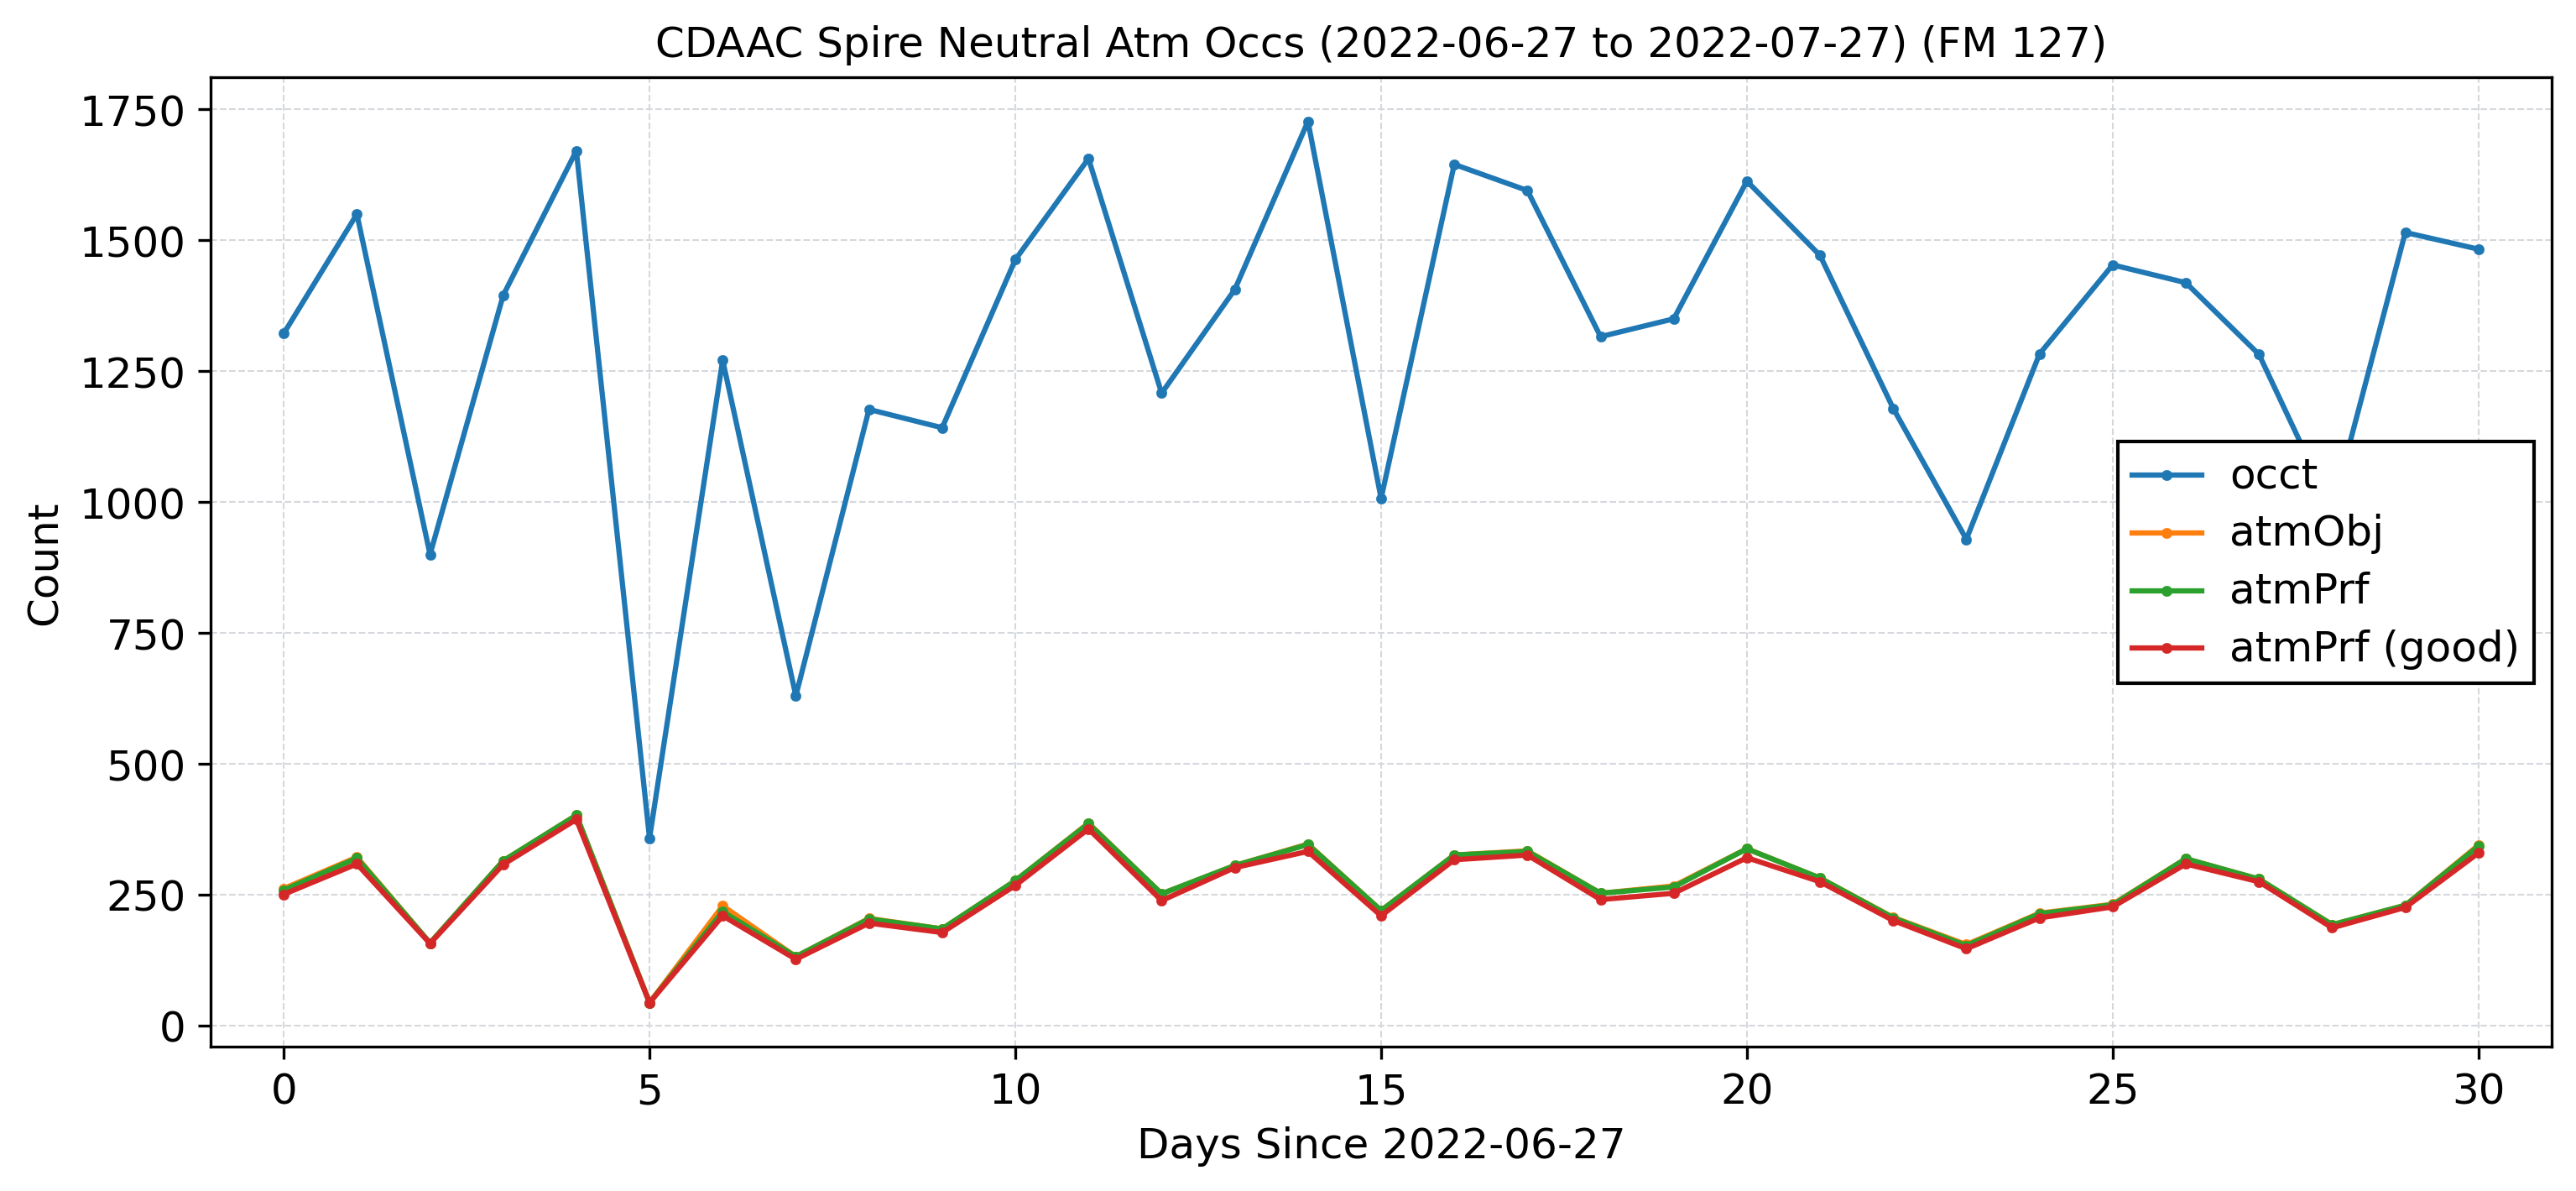 CDAAC Spire Neutral Atm Occs (2022-06-27 to 2022-07-27) (FM 127)
1750
1500
1250
1000
750
500
250
0
Count
occt
atmObj
atmPrf
atmPrf (good)
0 5 10 15 20 25 30
Days Since 2022-06-27